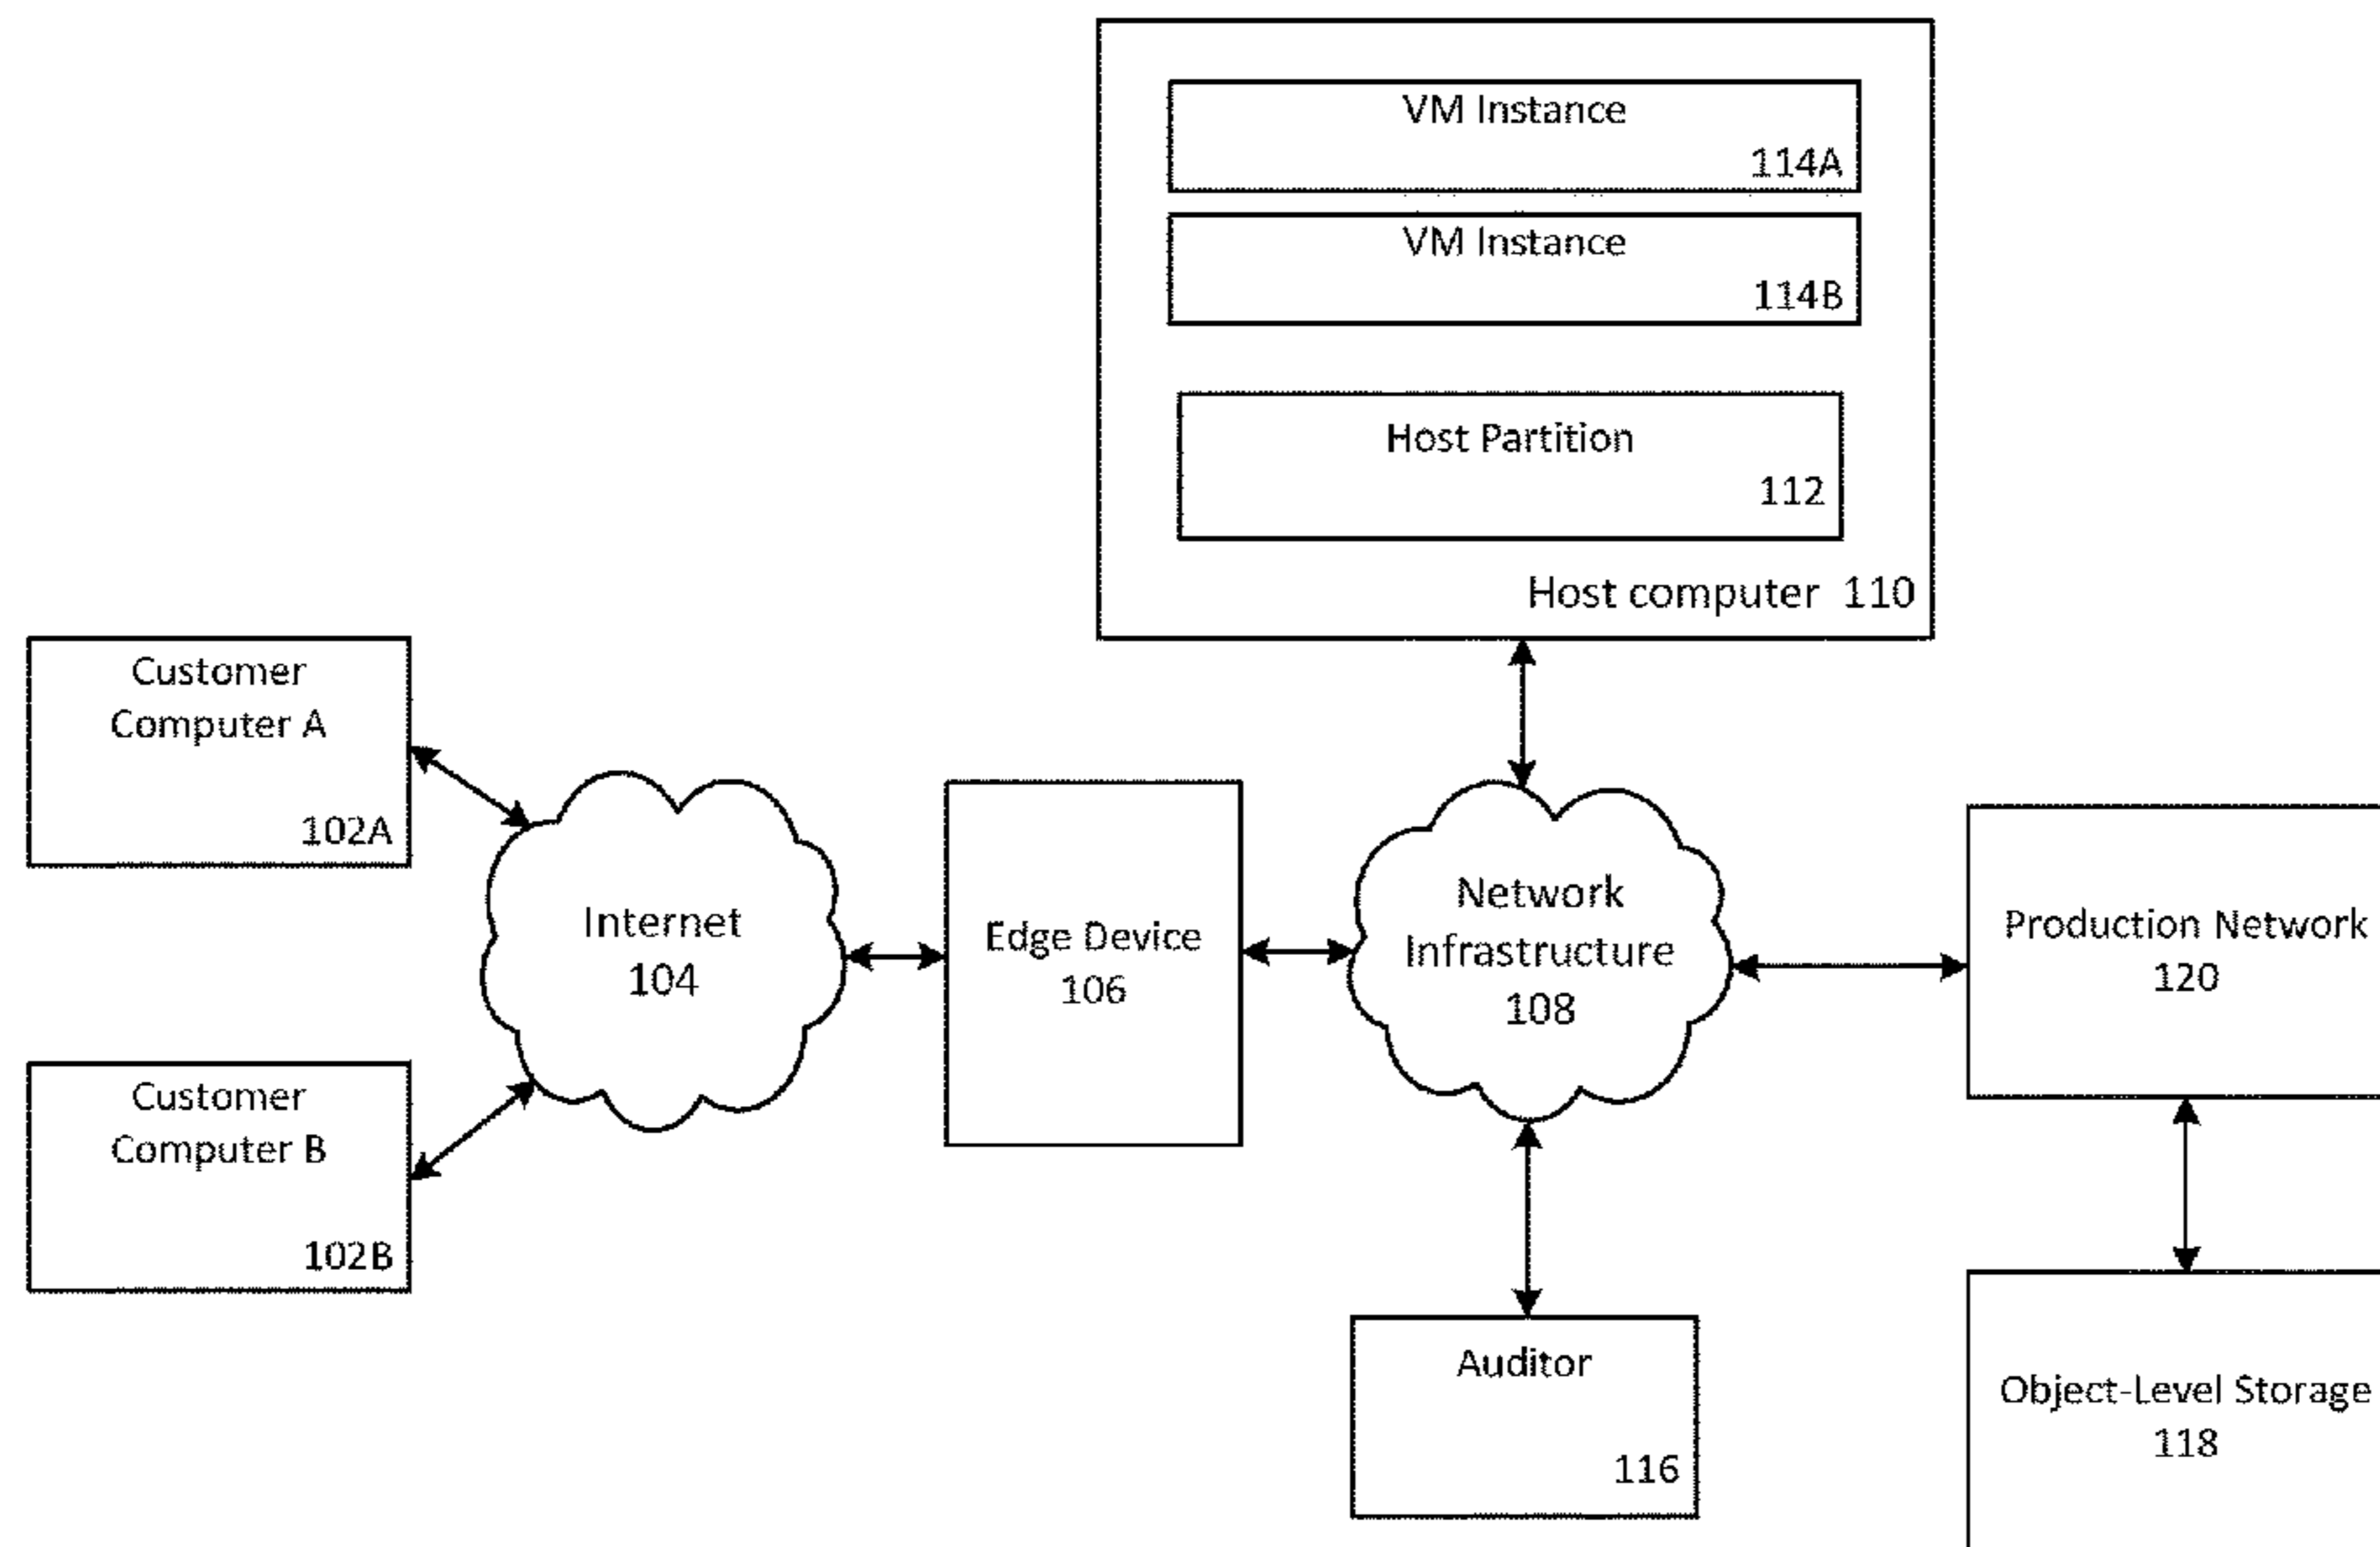 VM Instance
114A
VM Instance
114B
Host Partition
112
Host computer 110
Customer
Computer A
102A
Customer
Computer B
102B
Internet
104
Edge Device
106
Network
Infrastructure
108
Production Network
120
Auditor
116
Object-Level Storage
118